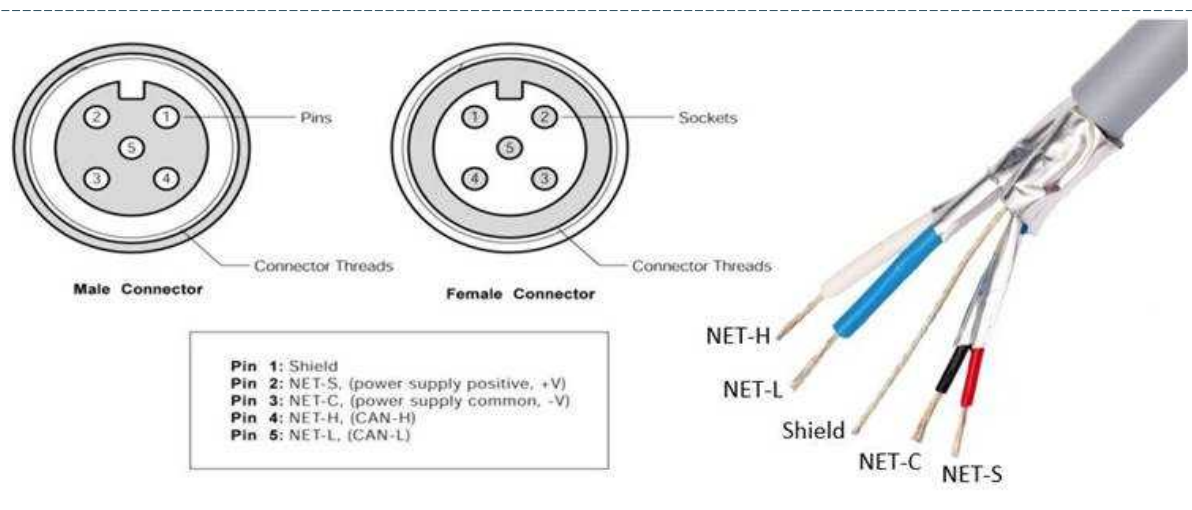 2
1
5
3
4
Pins
Connector Threads
Male Connector
1
2
5
4
3
Sockets
Connector Threads
Female Connector
Pin 1: Shield
Pin 2: NET-S, (power supply positive, +V)
Pin 3: NET-C, (power supply common, -V)
Pin 4: NET-H, (CAN-H)
Pin 5: NET-L, (CAN-L)
NET-H
NET-L
Shield
NET-C
NET-S